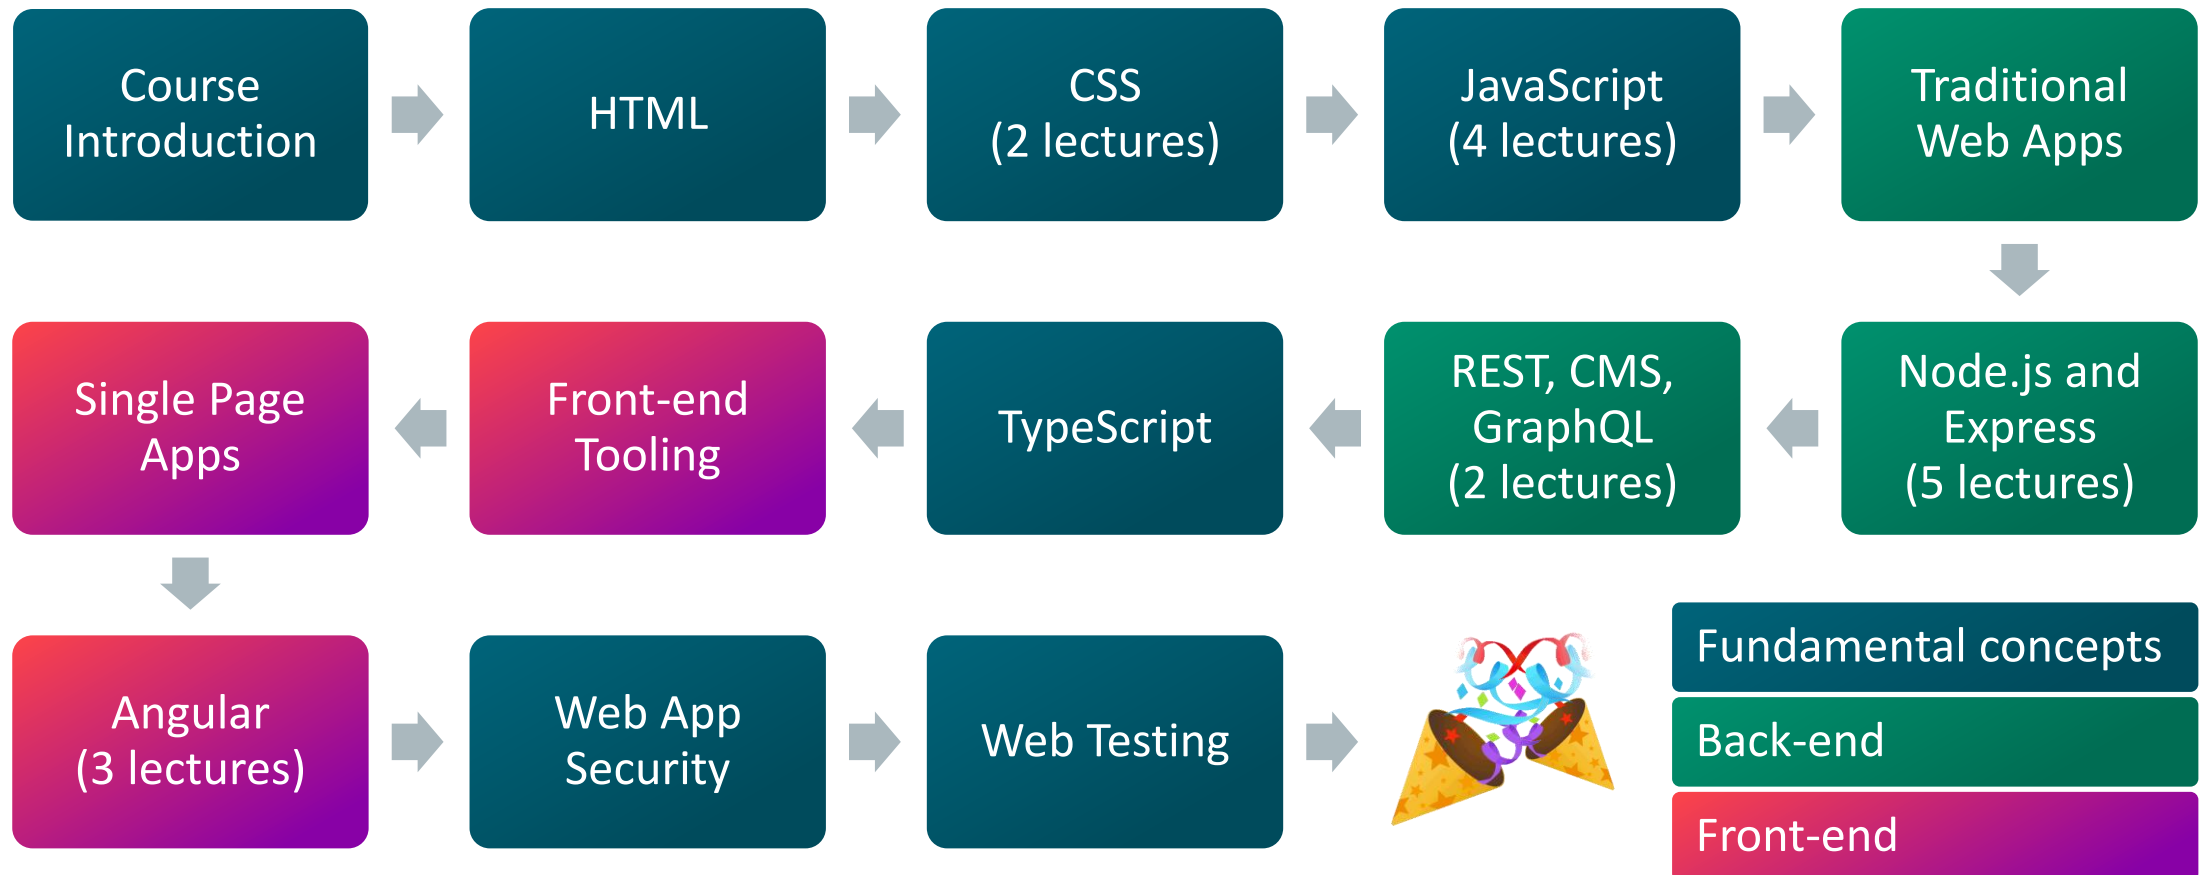 Course
Introduction
HTML
CSS
(2 lectures)
JavaScript
(4 lectures)
Traditional
Web Apps
Node.js and
Express
(5 lectures)
REST, CMS,
GraphQL
(2 lectures)
TypeScript
Front-end
Tooling
Single Page
Apps
Angular
(3 lectures)
Web App
Security
Web Testing
Fundamental concepts
Back-end
Front-end